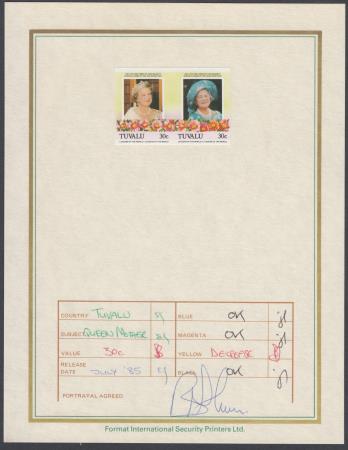 TUVALU 30c TUVALU 30c
COUNTRY TUVALU BLUE OK
SUBJECT QUEEN MOTHER MAGENTA OK
VALUE 30c YELLOW DECREASE
RELEASE DATE JULY '85 BLACK OK
PORTRAYAL AGREED
Format International Security Printers Ltd.